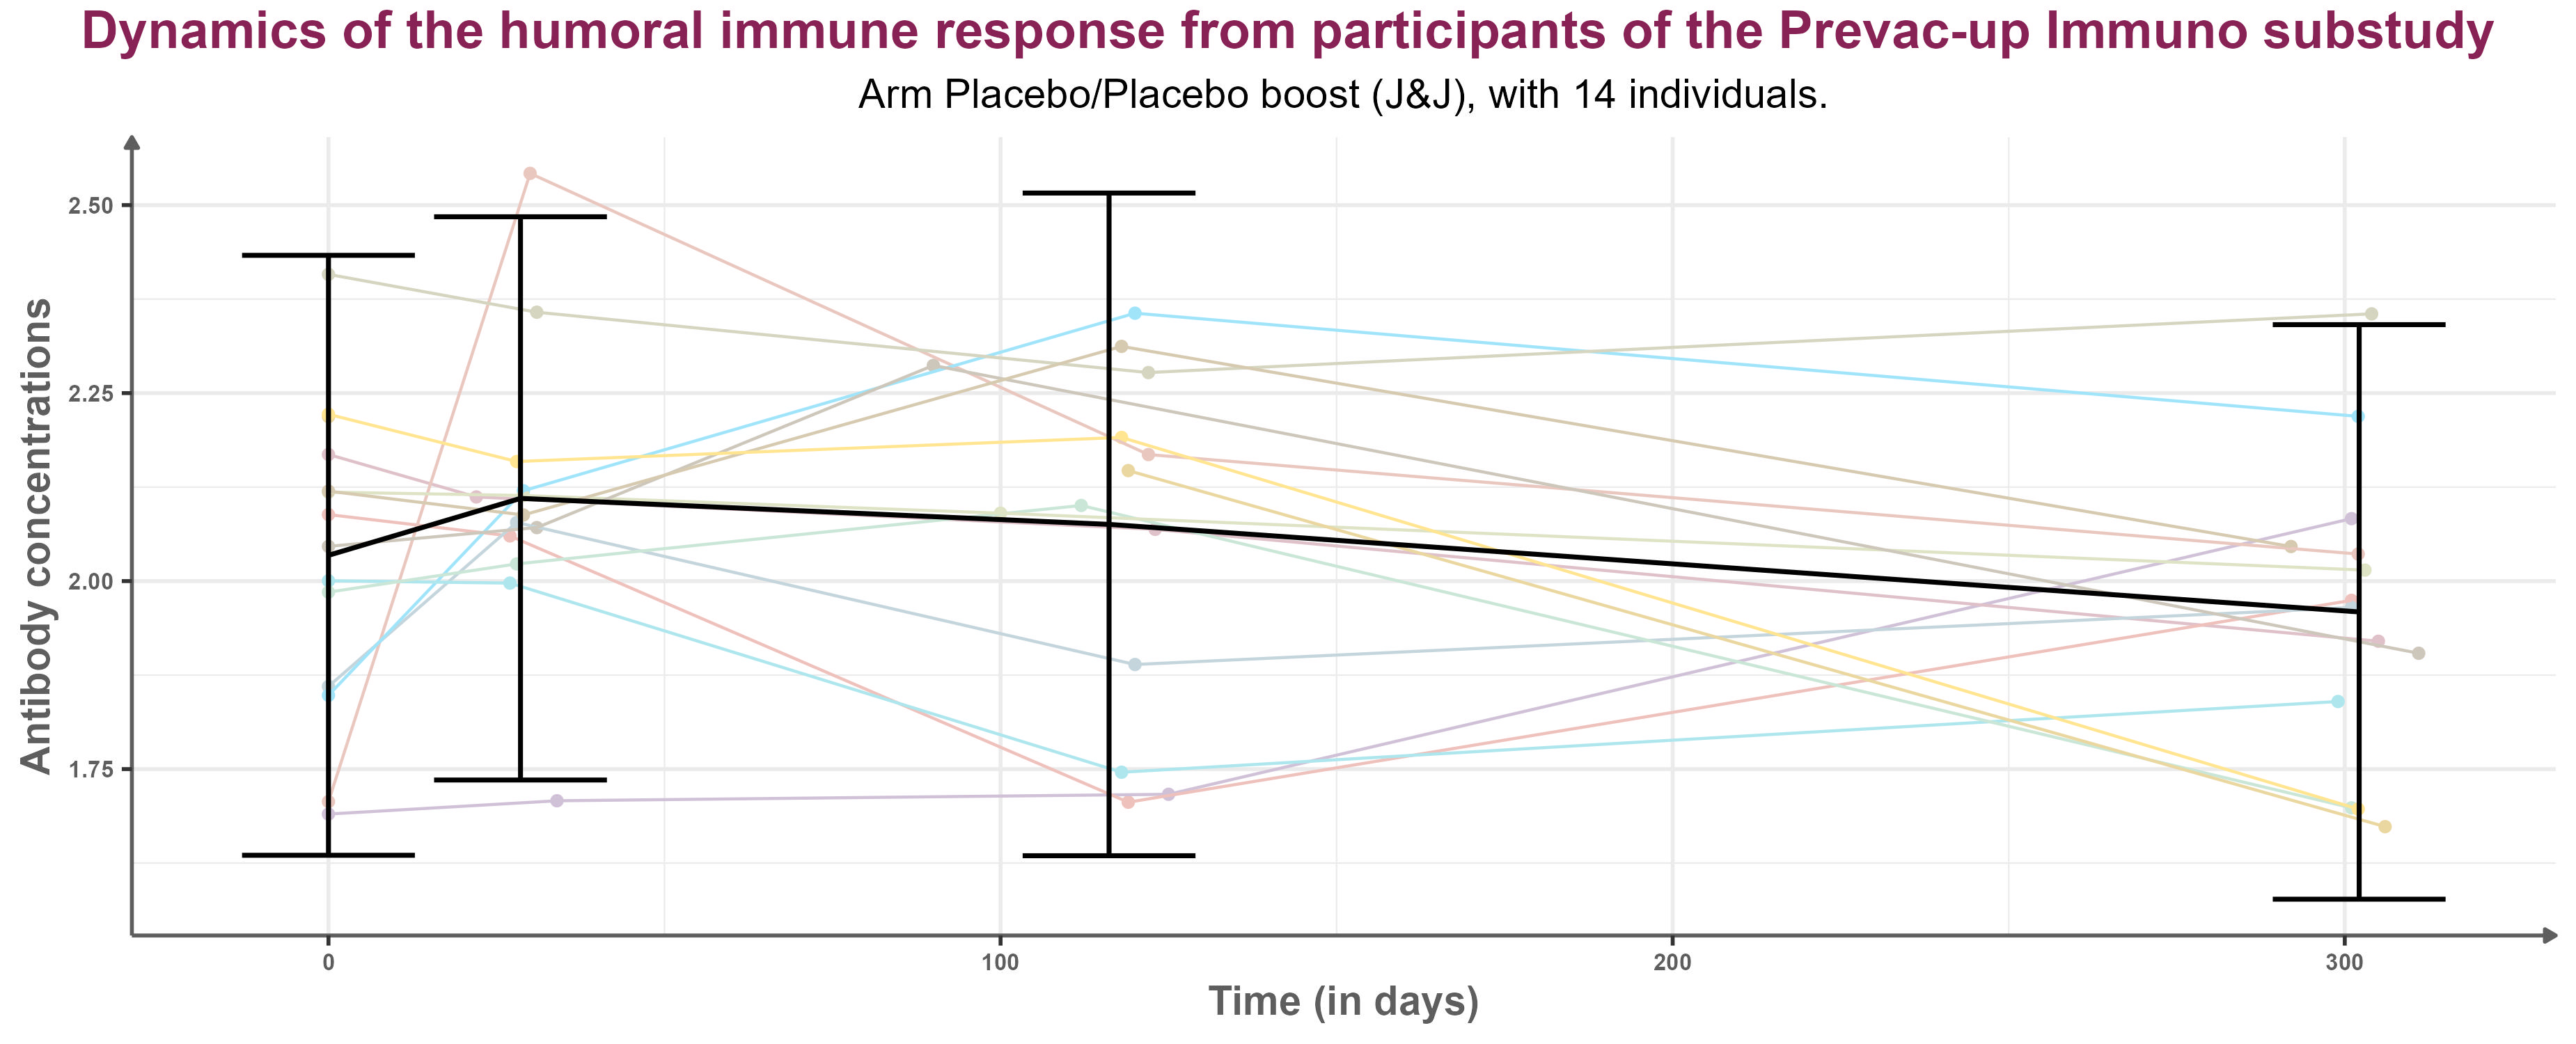 Dynamics of the humoral immune response from participants of the Prevac-up Immuno substudy
Arm Placebo/Placebo boost (J&J), with 14 individuals.
Antibody concentrations
2.50
2.25
2.00
1.75
0
100
200
300
Time (in days)